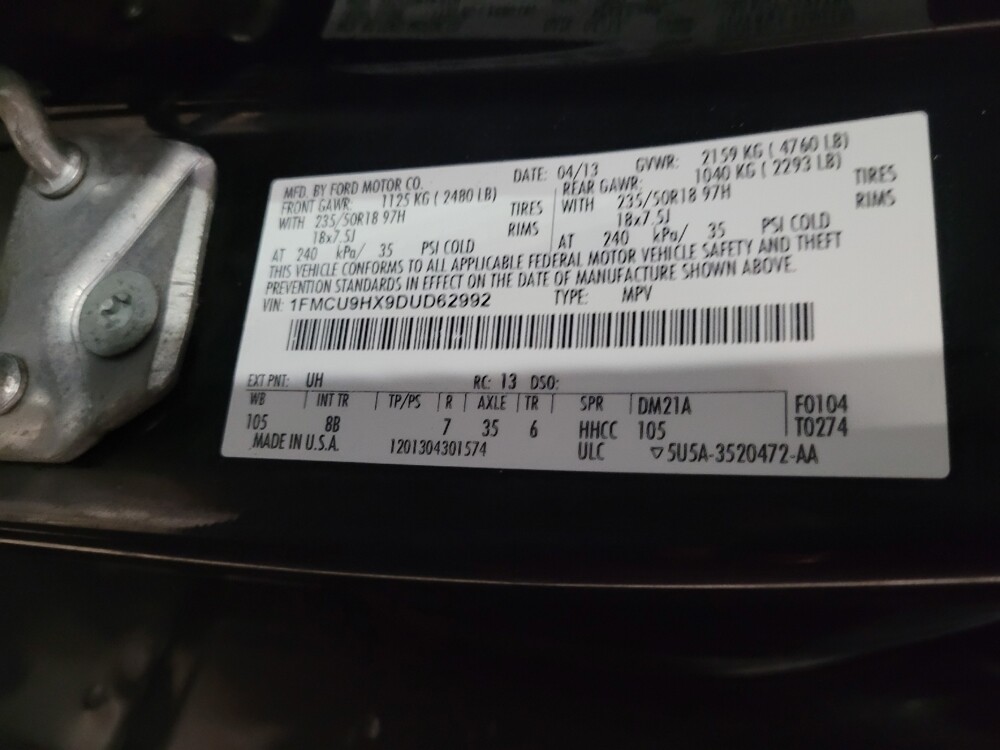 MFD. BY FORD MOTOR CO. DATE: 04/13 GVWR: 2159 KG ( 4760 LB)
FRONT GAWR: 1125 KG ( 2480 LB) REAR GAWR: 1040 KG ( 2293 LB)
WITH 235/50R18 97H TIRES WITH 235/50R18 97H TIRES
18x7.5J RIMS 18x7.5J RIMS
AT 240 kPa/ 35 PSI COLD AT 240 kPa/ 35 PSI COLD
THIS VEHICLE CONFORMS TO ALL APPLICABLE FEDERAL MOTOR VEHICLE SAFETY AND THEFT
PREVENTION STANDARDS IN EFFECT ON THE DATE OF MANUFACTURE SHOWN ABOVE.
VIN: 1FMCU9HX9DUD62992 TYPE: MPV
EXT PNT: UH RC: 13 DSO:
WB INT TR TP/PS R AXLE TR SPR DM21A F0104
105 8B 7 35 6 HHCC 105 T0274
MADE IN U.S.A. 1201304301574 ULC ▽5U5A-3520472-AA